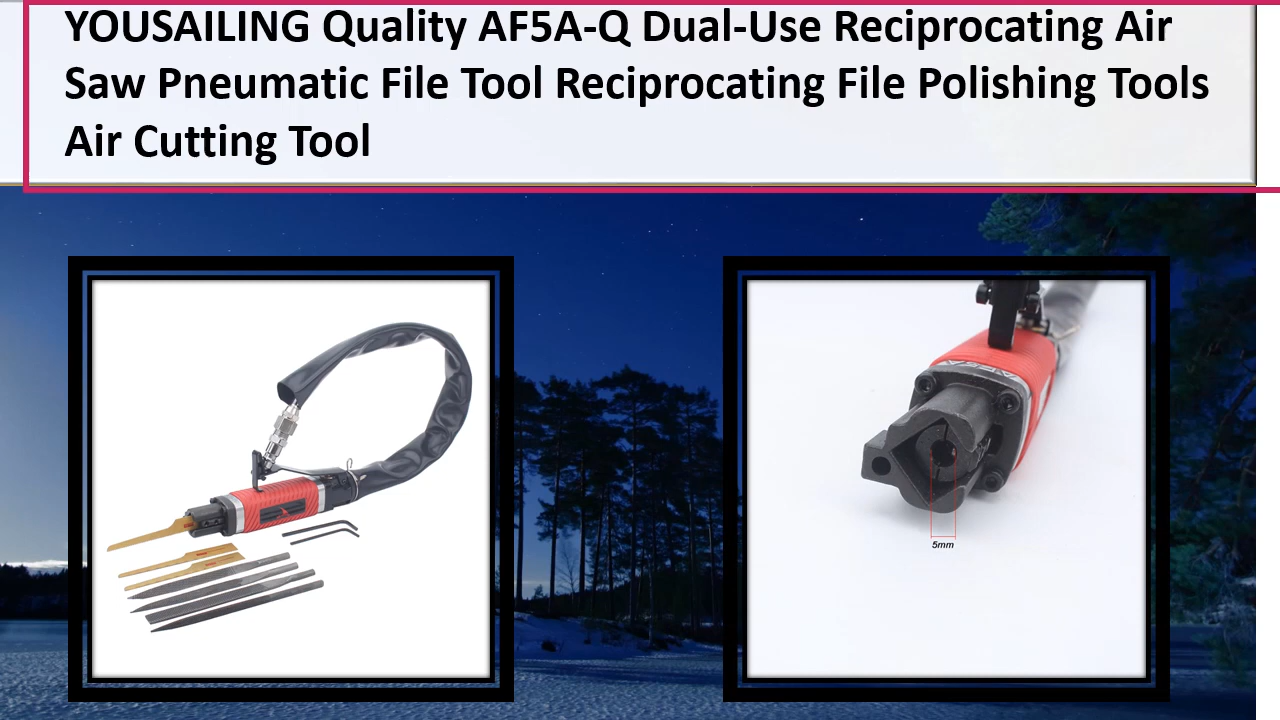 YOUSAILING Quality AF5A-Q Dual-Use Reciprocating Air
Saw Pneumatic File Tool Reciprocating File Polishing Tools
Air Cutting Tool
5mm